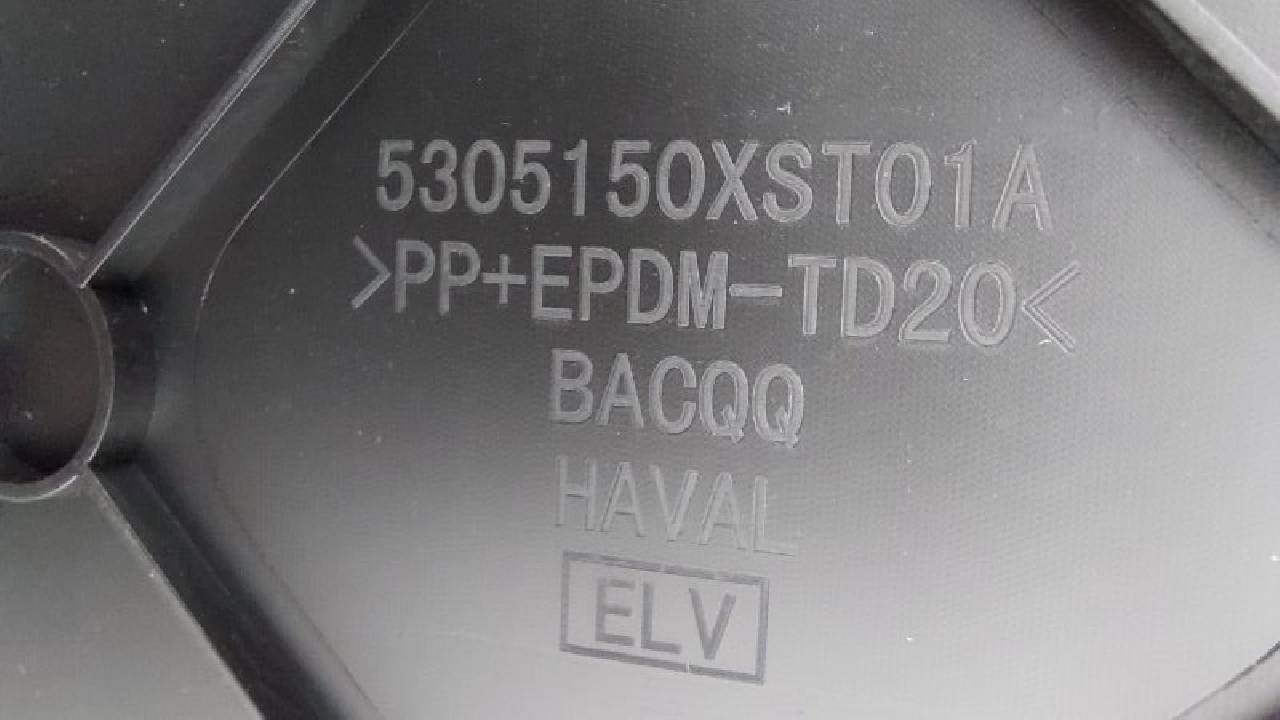 5305150XST01A
>PP+EPDM-TD20<
BACQQ
HAVAL
ELV